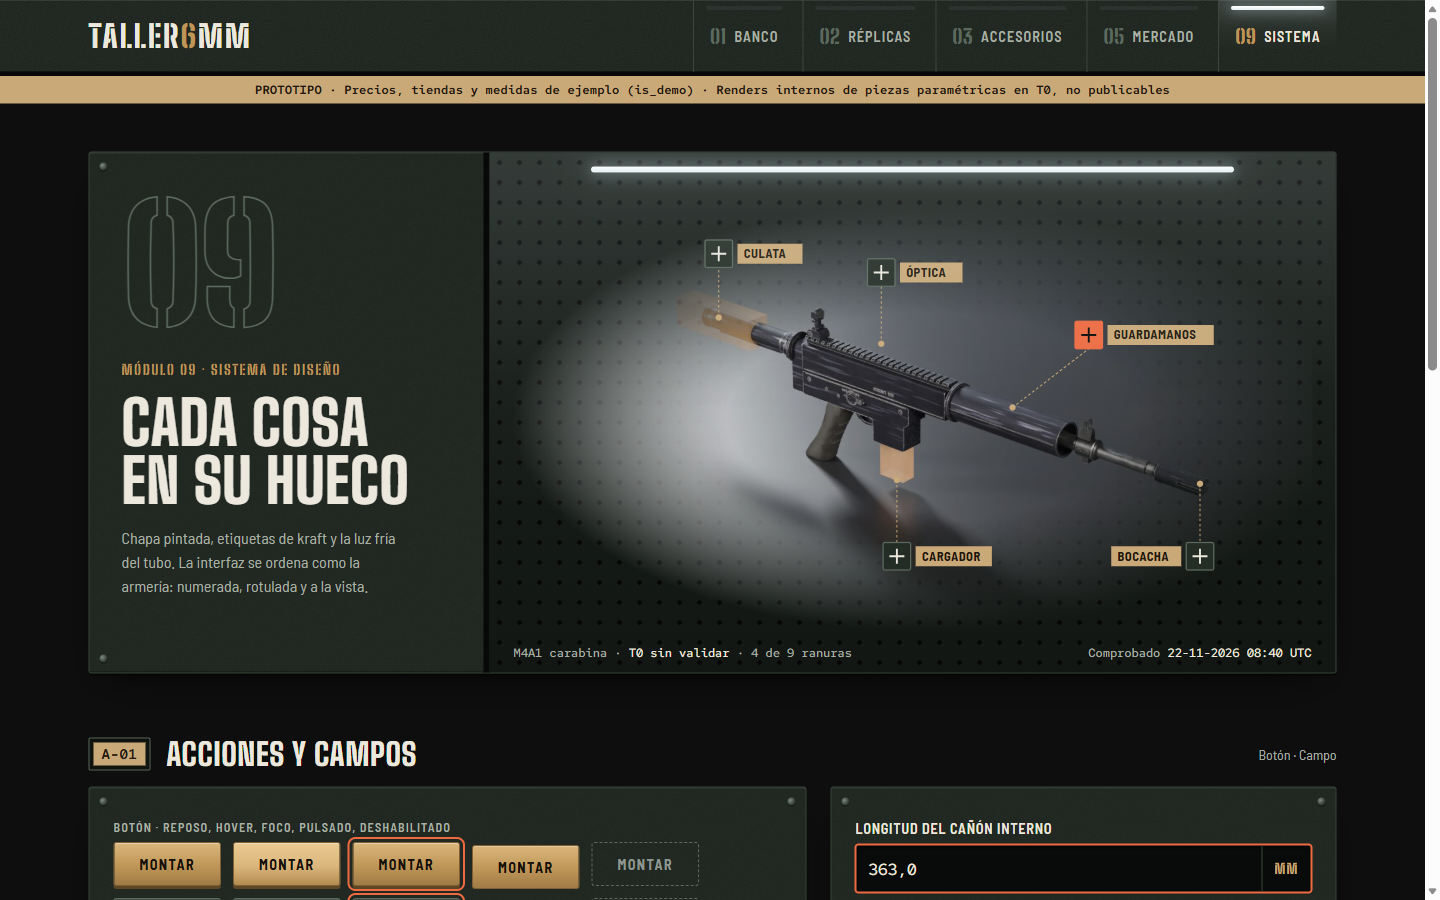 TALLER6MM
01 BANCO
02 RÉPLICAS
03 ACCESORIOS
05 MERCADO
09 SISTEMA
PROTOTIPO · Precios, tiendas y medidas de ejemplo (is_demo) · Renders internos de piezas paramétricas en T0, no publicables
09
MÓDULO 09 · SISTEMA DE DISEÑO
CADA COSA
EN SU HUECO
Chapa pintada, etiquetas de kraft y la luz fría
del tubo. La interfaz se ordena como la
armería: numerada, rotulada y a la vista.
CULATA
ÓPTICA
GUARDAMANOS
CARGADOR
BOCACHA
M4A1 carabina · T0 sin validar · 4 de 9 ranuras
Comprobado 22-11-2026 08:40 UTC
A-01
ACCIONES Y CAMPOS
Botón · Campo
BOTÓN · REPOSO, HOVER, FOCO, PULSADO, DESHABILITADO
MONTAR
MONTAR
MONTAR
MONTAR
MONTAR
LONGITUD DEL CAÑÓN INTERNO
363,0
MM